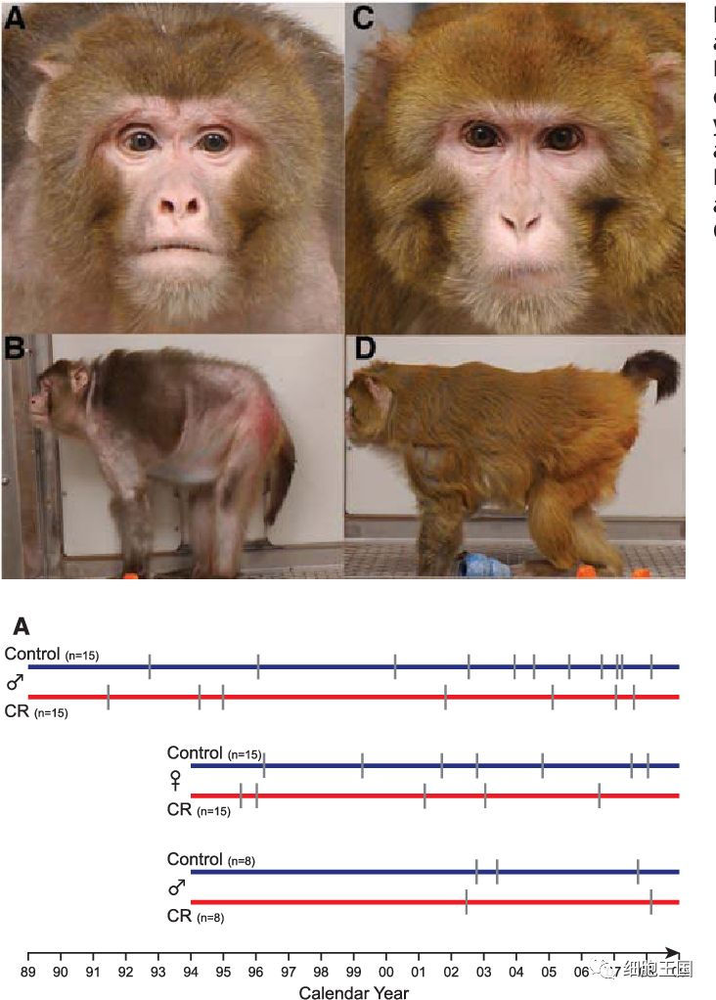 A
C
B
D
A
Control (n=15)
♂
CR (n=15)
Control (n=15)
♀
CR (n=15)
Control (n=8)
♂
CR (n=8)
89 90 91 92 93 94 95 96 97 98 99 00 01 02 03 04 05 06 07
Calendar Year
细胞王国